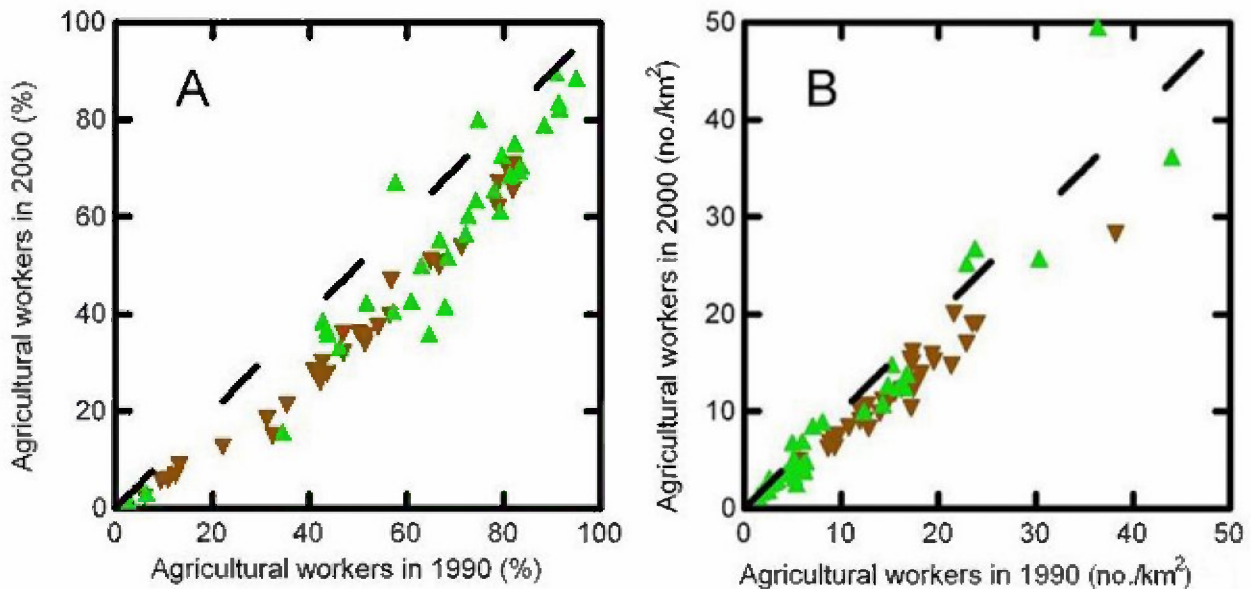 A
Agricultural workers in 2000 (%)
100
80
60
40
20
0
0 20 40 60 80 100
Agricultural workers in 1990 (%)
B
Agricultural workers in 2000 (no./km²)
50
40
30
20
10
0
0 10 20 30 40 50
Agricultural workers in 1990 (no./km²)